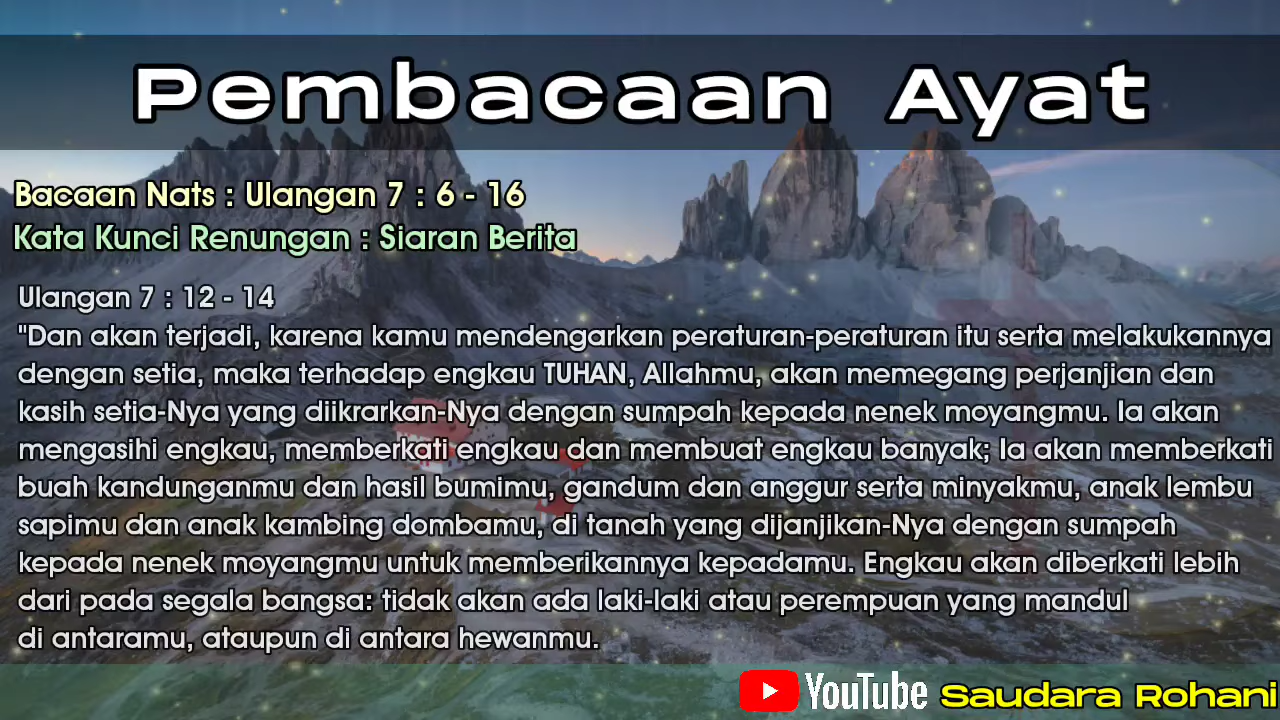 Pembacaan Ayat
Bacaan Nats : Ulangan 7 : 6 - 16
Kata Kunci Renungan : Siaran Berita
Ulangan 7 : 12 - 14
"Dan akan terjadi, karena kamu mendengarkan peraturan-peraturan itu serta melakukannya
dengan setia, maka terhadap engkau TUHAN, Allahmu, akan memegang perjanjian dan
kasih setia-Nya yang diikrarkan-Nya dengan sumpah kepada nenek moyangmu. Ia akan
mengasihi engkau, memberkati engkau dan membuat engkau banyak; Ia akan memberkati
buah kandunganmu dan hasil bumimu, gandum dan anggur serta minyakmu, anak lembu
sapimu dan anak kambing dombamu, di tanah yang dijanjikan-Nya dengan sumpah
kepada nenek moyangmu untuk memberikannya kepadamu. Engkau akan diberkati lebih
dari pada segala bangsa: tidak akan ada laki-laki atau perempuan yang mandul
di antaramu, ataupun di antara hewanmu.
YouTube Saudara Rohani